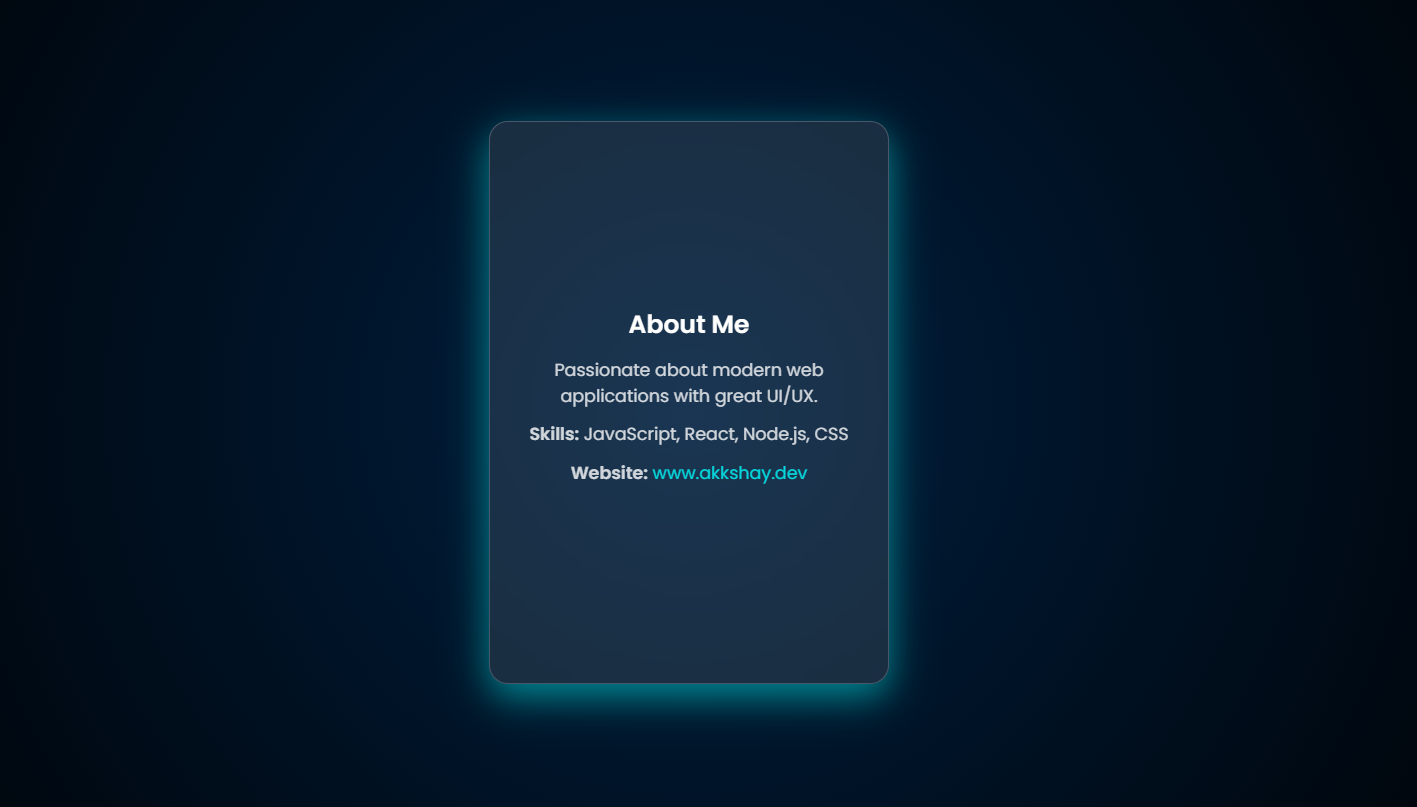 About Me
Passionate about modern web
applications with great UI/UX.
Skills: JavaScript, React, Node.js, CSS
Website: www.akkshay.dev